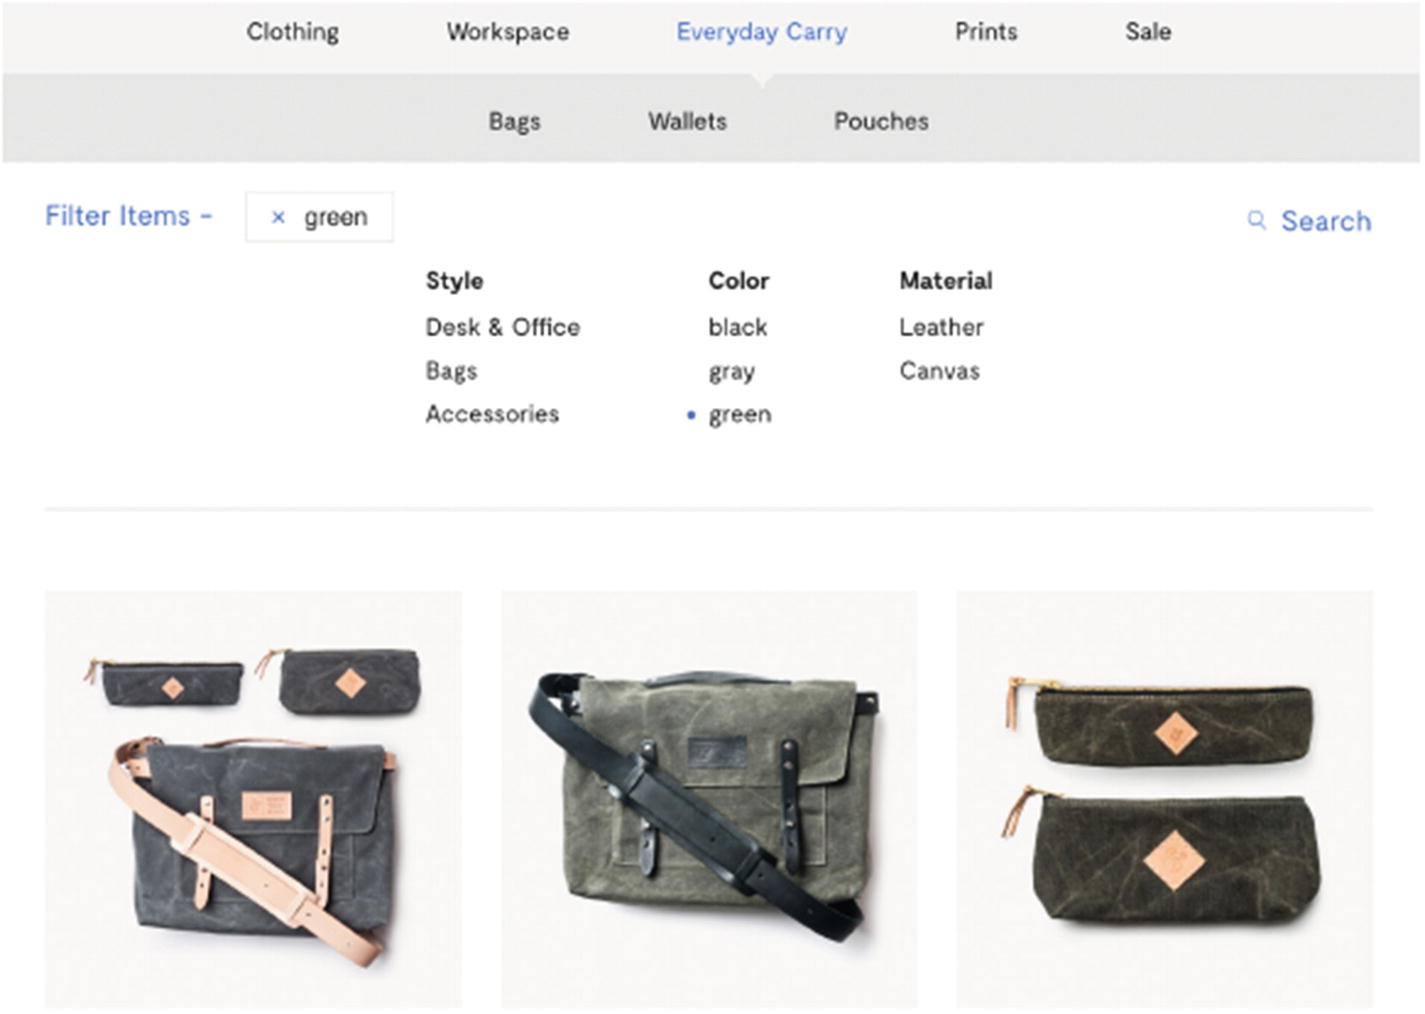 Clothing Workspace Everyday Carry Prints Sale
Bags Wallets Pouches
Filter Items – × green
Search
Style Color Material
Desk & Office black Leather
Bags gray Canvas
Accessories • green